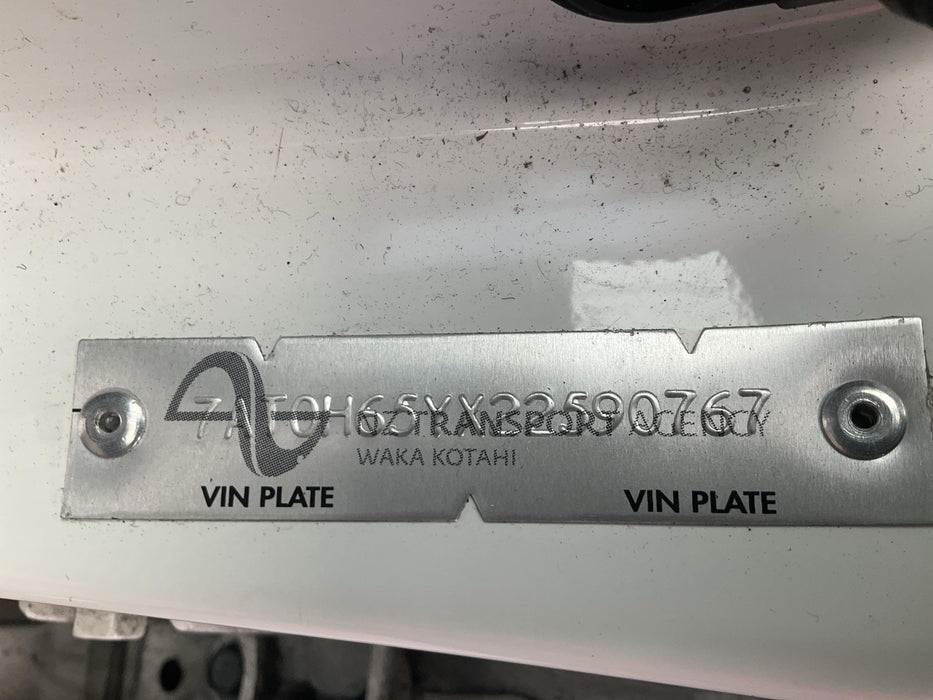 7AT0H65YX22590767
NZ TRANSPORT AGENCY
WAKA KOTAHI
VIN PLATE VIN PLATE